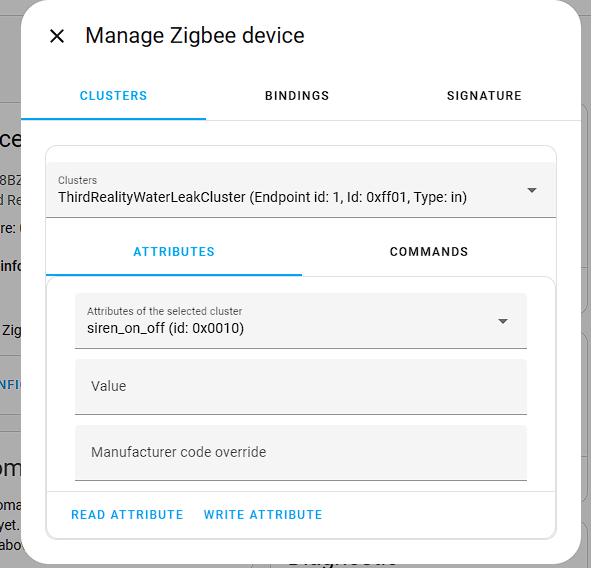 Manage Zigbee device
CLUSTERS
BINDINGS
SIGNATURE
Clusters
ThirdRealityWaterLeakCluster (Endpoint id: 1, Id: 0xff01, Type: in)
ATTRIBUTES
COMMANDS
Attributes of the selected cluster
siren_on_off (id: 0x0010)
Value
Manufacturer code override
READ ATTRIBUTE
WRITE ATTRIBUTE